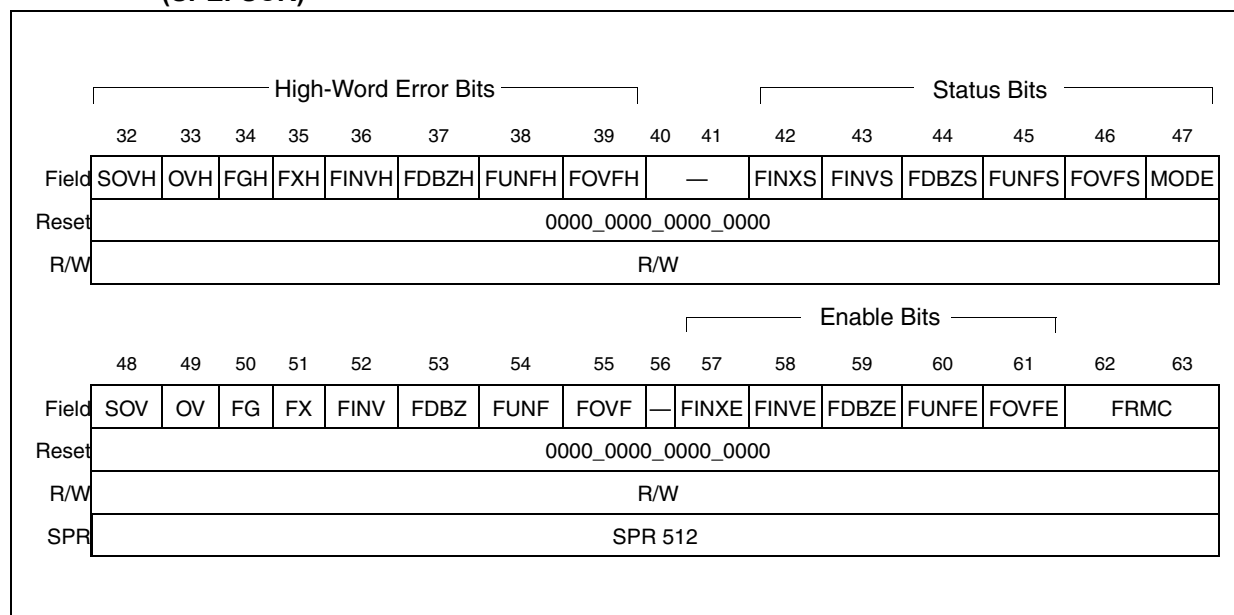 High-Word Error Bits Status Bits
32 33 34 35 36 37 38 39 40 41 42 43 44 45 46 47
Field SOVH OVH FGH FXH FINVH FDBZH FUNFH FOVFH — FINXS FINVS FDBZS FUNFS FOVFS MODE
Reset 0000_0000_0000_0000
R/W R/W
Enable Bits
48 49 50 51 52 53 54 55 56 57 58 59 60 61 62 63
Field SOV OV FG FX FINV FDBZ FUNF FOVF — FINXE FINVE FDBZE FUNFE FOVFE FRMC
Reset 0000_0000_0000_0000
R/W R/W
SPR SPR 512